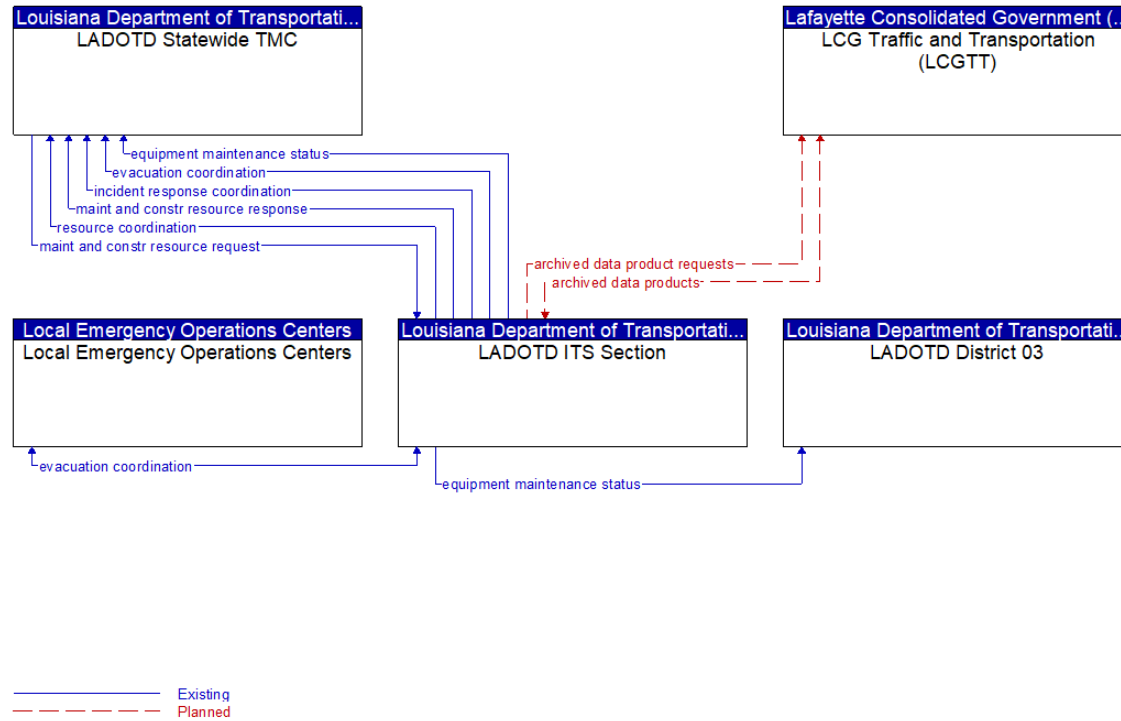 Louisiana Department of Transportati...
LADOTD Statewide TMC
Lafayette Consolidated Government (...
LCG Traffic and Transportation
(LCGTT)
equipment maintenance status
evacuation coordination
incident response coordination
maint and constr resource response
resource coordination
maint and constr resource request
archived data product requests
archived data products
Local Emergency Operations Centers
Local Emergency Operations Centers
Louisiana Department of Transportati...
LADOTD ITS Section
Louisiana Department of Transportati...
LADOTD District 03
evacuation coordination
equipment maintenance status
Existing
Planned